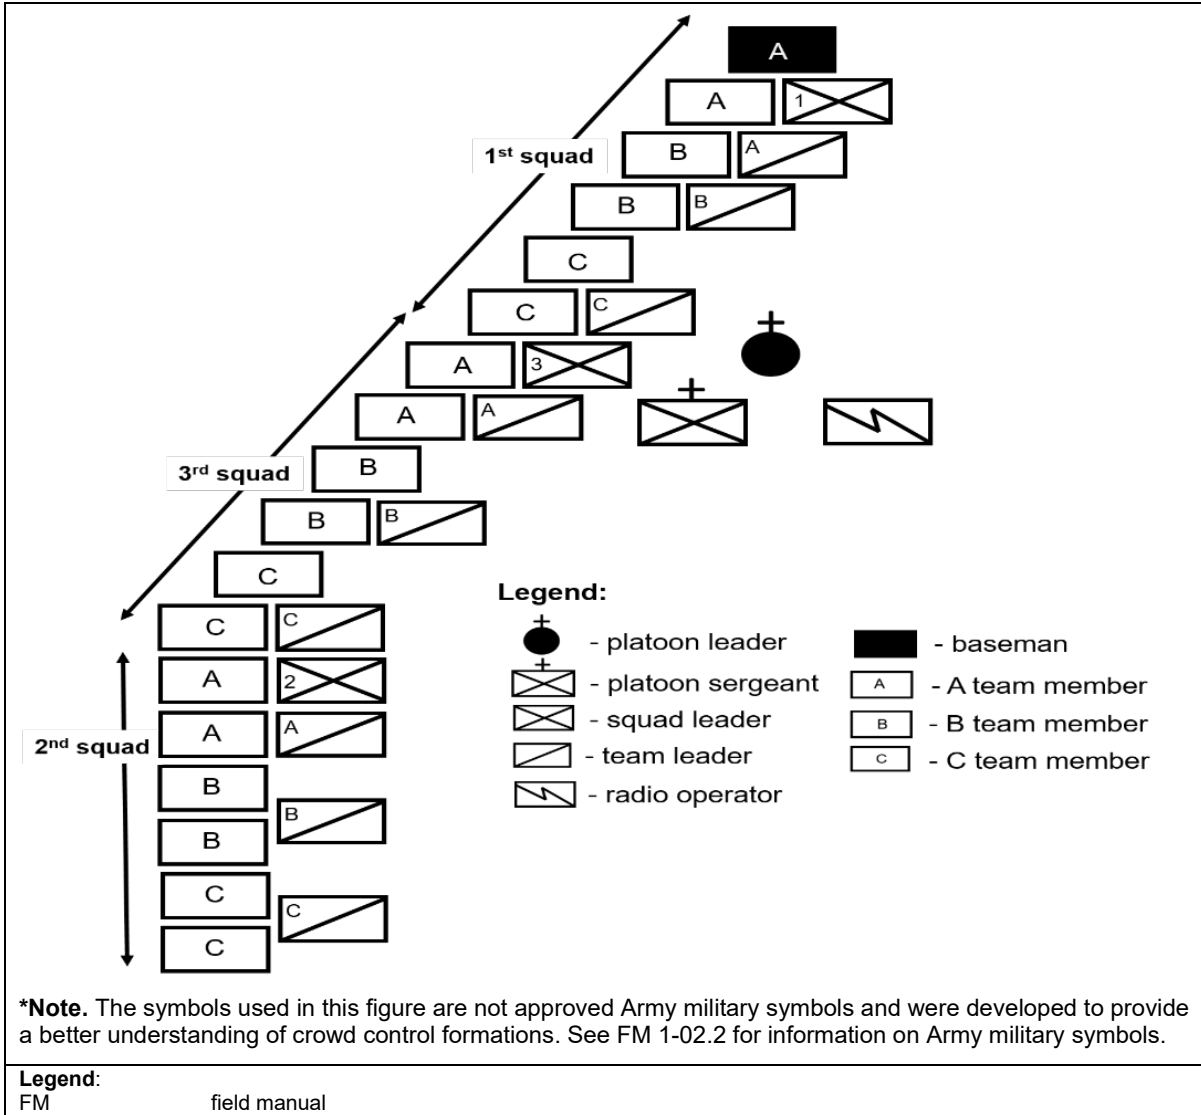 A
A 1
1st squad
B A
B B
C
C C
A 3
A A
3rd squad
B
B B
C
C C
A 2
A A
2nd squad
B
B
B
C
C
C
Legend:
- platoon leader
- baseman
- platoon sergeant
A - A team member
- squad leader
B - B team member
- team leader
C - C team member
- radio operator
*Note. The symbols used in this figure are not approved Army military symbols and were developed to provide
a better understanding of crowd control formations. See FM 1-02.2 for information on Army military symbols.
Legend:
FM field manual